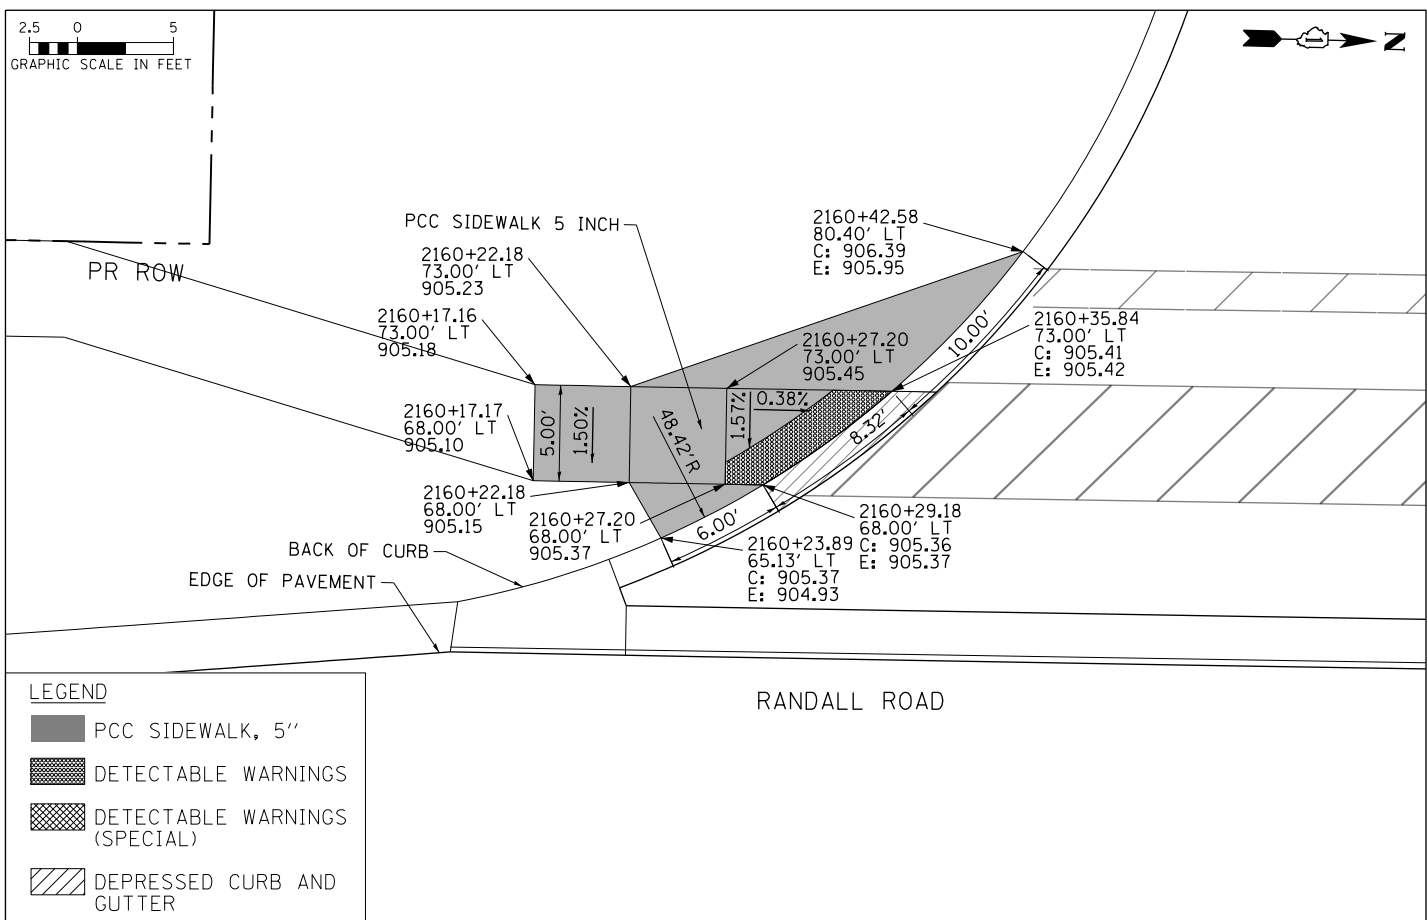 2.5 0 5
GRAPHIC SCALE IN FEET
N
PR ROW
PCC SIDEWALK 5 INCH
2160+22.18
73.00' LT
905.23
2160+17.16
73.00' LT
905.18
2160+42.58
80.40' LT
C: 906.39
E: 905.95
2160+27.20
73.00' LT
905.45
2160+35.84
73.00' LT
C: 905.41
E: 905.42
10.00'
2160+17.17
68.00' LT
905.10
5.00'
1.50%
48.42'R
1.57%
0.38%
8.32'
2160+22.18
68.00' LT
905.15
2160+27.20
68.00' LT
905.37
6.00'
2160+29.18
68.00' LT
C: 905.36
E: 905.37
2160+23.89
65.13' LT
C: 905.37
E: 904.93
BACK OF CURB
EDGE OF PAVEMENT
RANDALL ROAD
LEGEND
PCC SIDEWALK, 5''
DETECTABLE WARNINGS
DETECTABLE WARNINGS
(SPECIAL)
DEPRESSED CURB AND
GUTTER